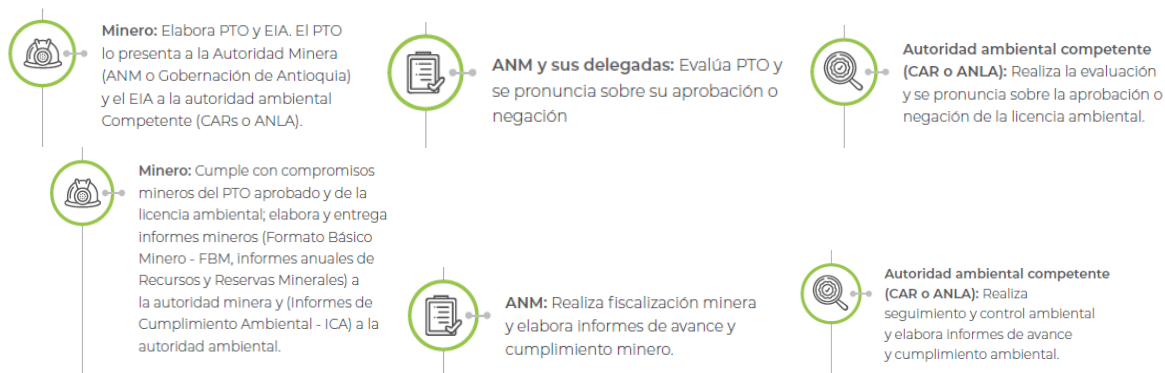 Minero: Elabora PTO y EIA. El PTO
lo presenta a la Autoridad Minera
(ANM o Gobernación de Antioquia)
y el EIA a la autoridad ambiental
Competente (CARs o ANLA).
ANM y sus delegadas: Evalúa PTO y
se pronuncia sobre su aprobación o
negación
Autoridad ambiental competente
(CAR o ANLA): Realiza la evaluación
y se pronuncia sobre la aprobación o
negación de la licencia ambiental.
Minero: Cumple con compromisos
mineros del PTO aprobado y de la
licencia ambiental; elabora y entrega
informes mineros (Formato Básico
Minero - FBM, informes anuales de
Recursos y Reservas Minerales) a
la autoridad minera y (Informes de
Cumplimiento Ambiental - ICA) a la
autoridad ambiental.
ANM: Realiza fiscalización minera
y elabora informes de avance y
cumplimiento minero.
Autoridad ambiental competente
(CAR o ANLA): Realiza
seguimiento y control ambiental
y elabora informes de avance
y cumplimiento ambiental.